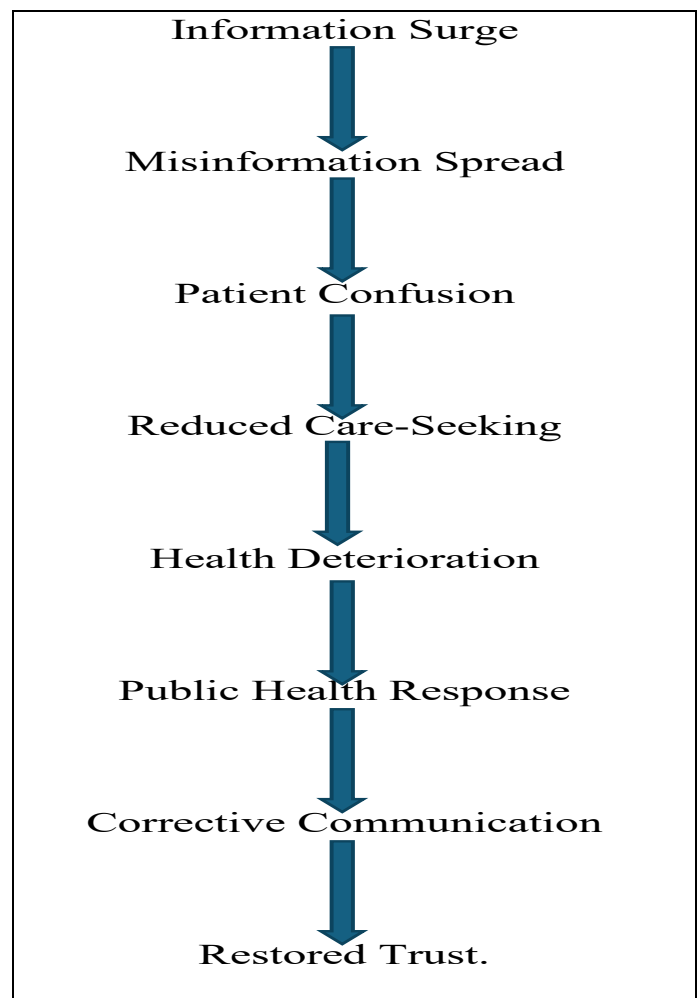 Information Surge
Misinformation Spread
Patient Confusion
Reduced Care-Seeking
Health Deterioration
Public Health Response
Corrective Communication
Restored Trust.